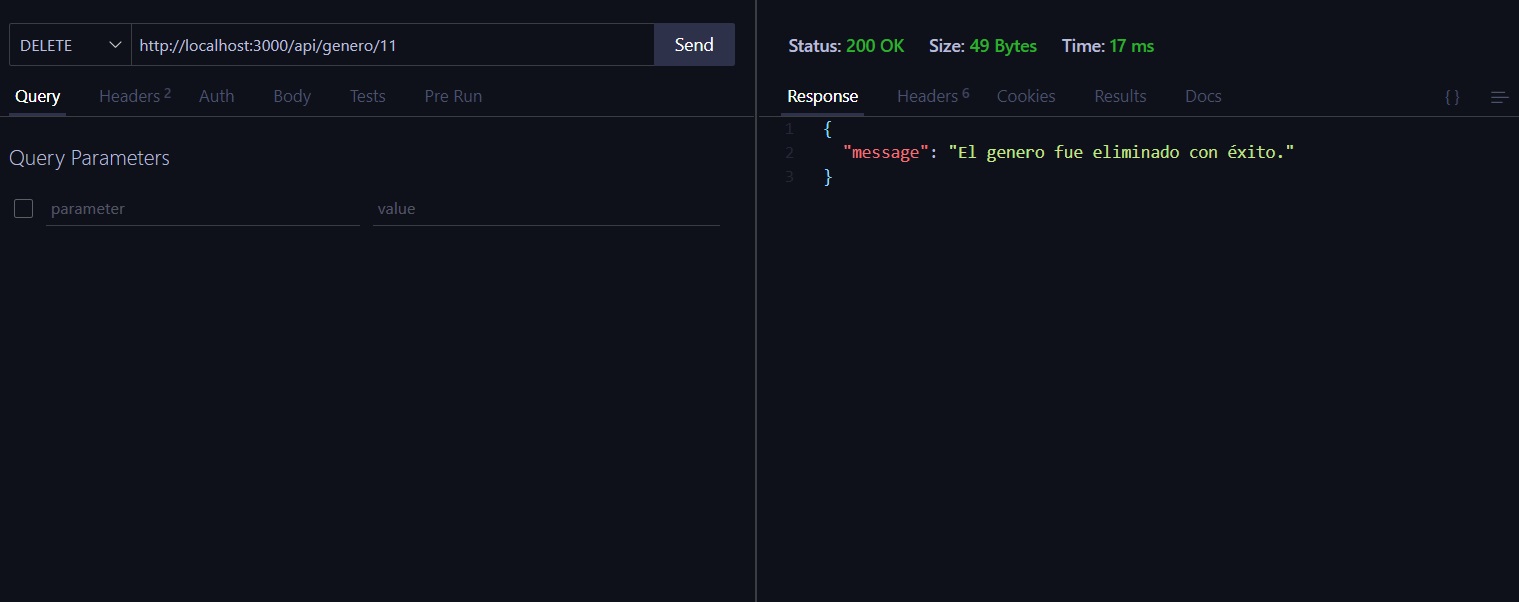 DELETE http://localhost:3000/api/genero/11 Send
Query Headers 2 Auth Body Tests Pre Run
Query Parameters
parameter value
Status: 200 OK Size: 49 Bytes Time: 17 ms
Response Headers 6 Cookies Results Docs {}
1 {
2 "message": "El genero fue eliminado con éxito."
3 }